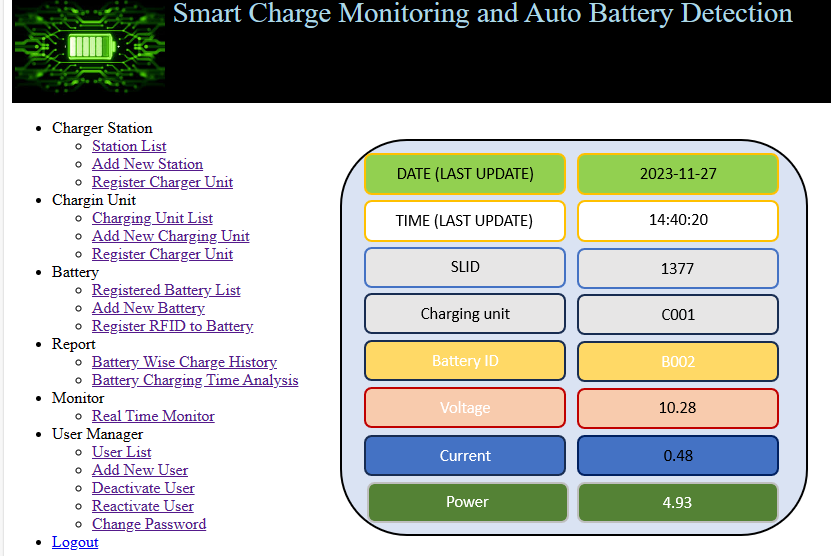 Smart Charge Monitoring and Auto Battery Detection
Charger Station
Station List
Add New Station
Register Charger Unit
Chargin Unit
Charging Unit List
Add New Charging Unit
Register Charger Unit
Battery
Registered Battery List
Add New Battery
Register RFID to Battery
Report
Battery Wise Charge History
Battery Charging Time Analysis
Monitor
Real Time Monitor
User Manager
User List
Add New User
Deactivate User
Reactivate User
Change Password
Logout
DATE (LAST UPDATE) 2023-11-27
TIME (LAST UPDATE) 14:40:20
SLID 1377
Charging unit C001
Battery ID B002
Voltage 10.28
Current 0.48
Power 4.93